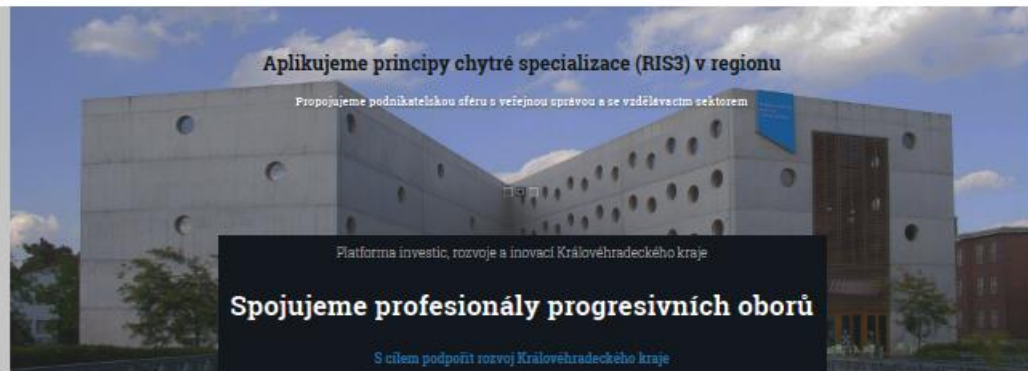 Aplikujeme principy chytré specializace (RIS3) v regionu
Propojujeme podnikatelskou sféru s veřejnou správou a se vzdělávacím sektorem
Platforma investic, rozvoje a inovací Královéhradeckého kraje
Spojujeme profesionály progresivních oborů
S cílem podpořit rozvoj Královéhradeckého kraje